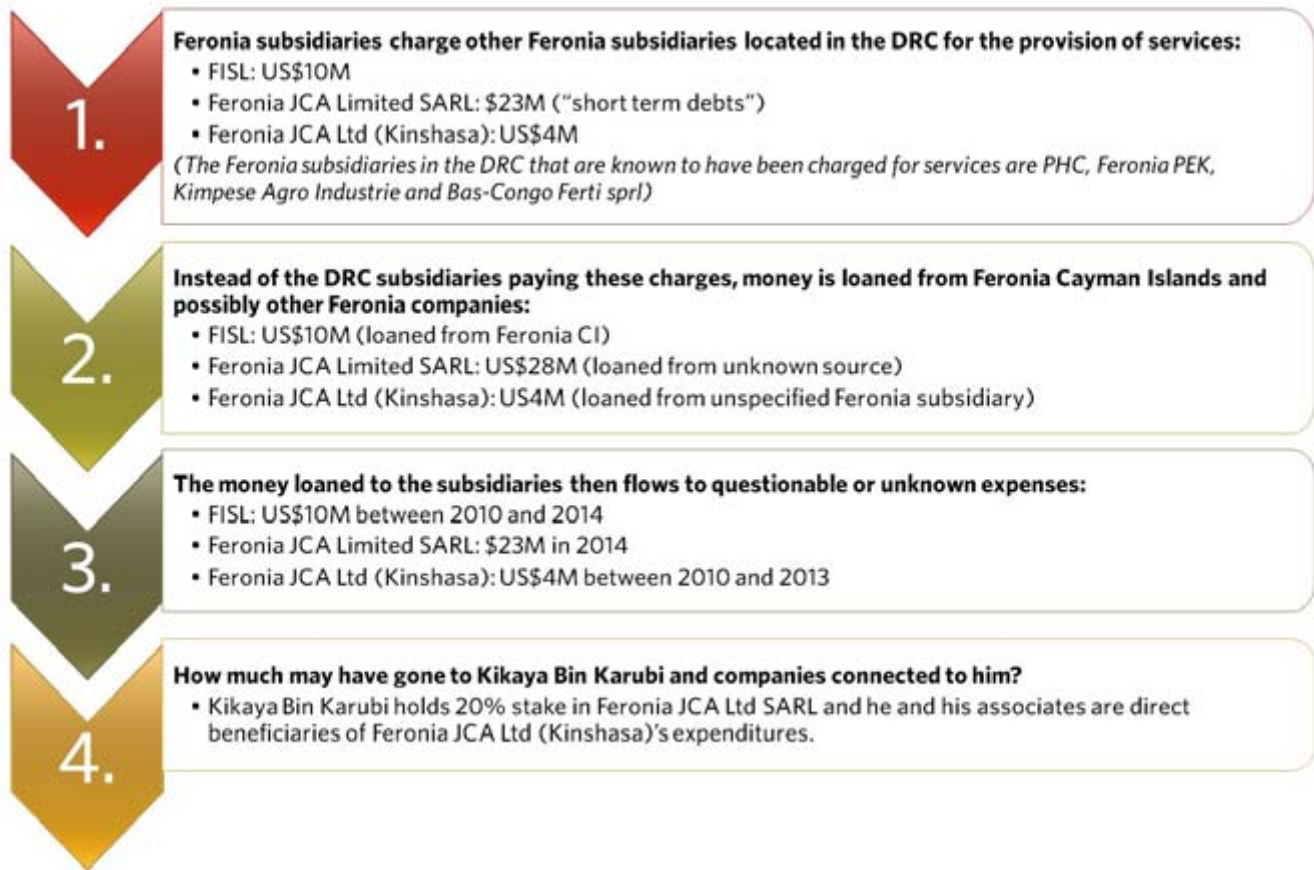 1.
Feronia subsidiaries charge other Feronia subsidiaries located in the DRC for the provision of services:
• FISL: US$10M
• Feronia JCA Limited SARL: $23M (“short term debts”)
• Feronia JCA Ltd (Kinshasa): US$4M
(The Feronia subsidiaries in the DRC that are known to have been charged for services are PHC, Feronia PEK,
Kimpese Agro Industrie and Bas-Congo Ferti sprl)
2.
Instead of the DRC subsidiaries paying these charges, money is loaned from Feronia Cayman Islands and
possibly other Feronia companies:
• FISL: US$10M (loaned from Feronia CI)
• Feronia JCA Limited SARL: US$28M (loaned from unknown source)
• Feronia JCA Ltd (Kinshasa): US4M (loaned from unspecified Feronia subsidiary)
3.
The money loaned to the subsidiaries then flows to questionable or unknown expenses:
• FISL: US$10M between 2010 and 2014
• Feronia JCA Limited SARL: $23M in 2014
• Feronia JCA Ltd (Kinshasa): US$4M between 2010 and 2013
4.
How much may have gone to Kikaya Bin Karubi and companies connected to him?
• Kikaya Bin Karubi holds 20% stake in Feronia JCA Ltd SARL and he and his associates are direct
beneficiaries of Feronia JCA Ltd (Kinshasa)'s expenditures.